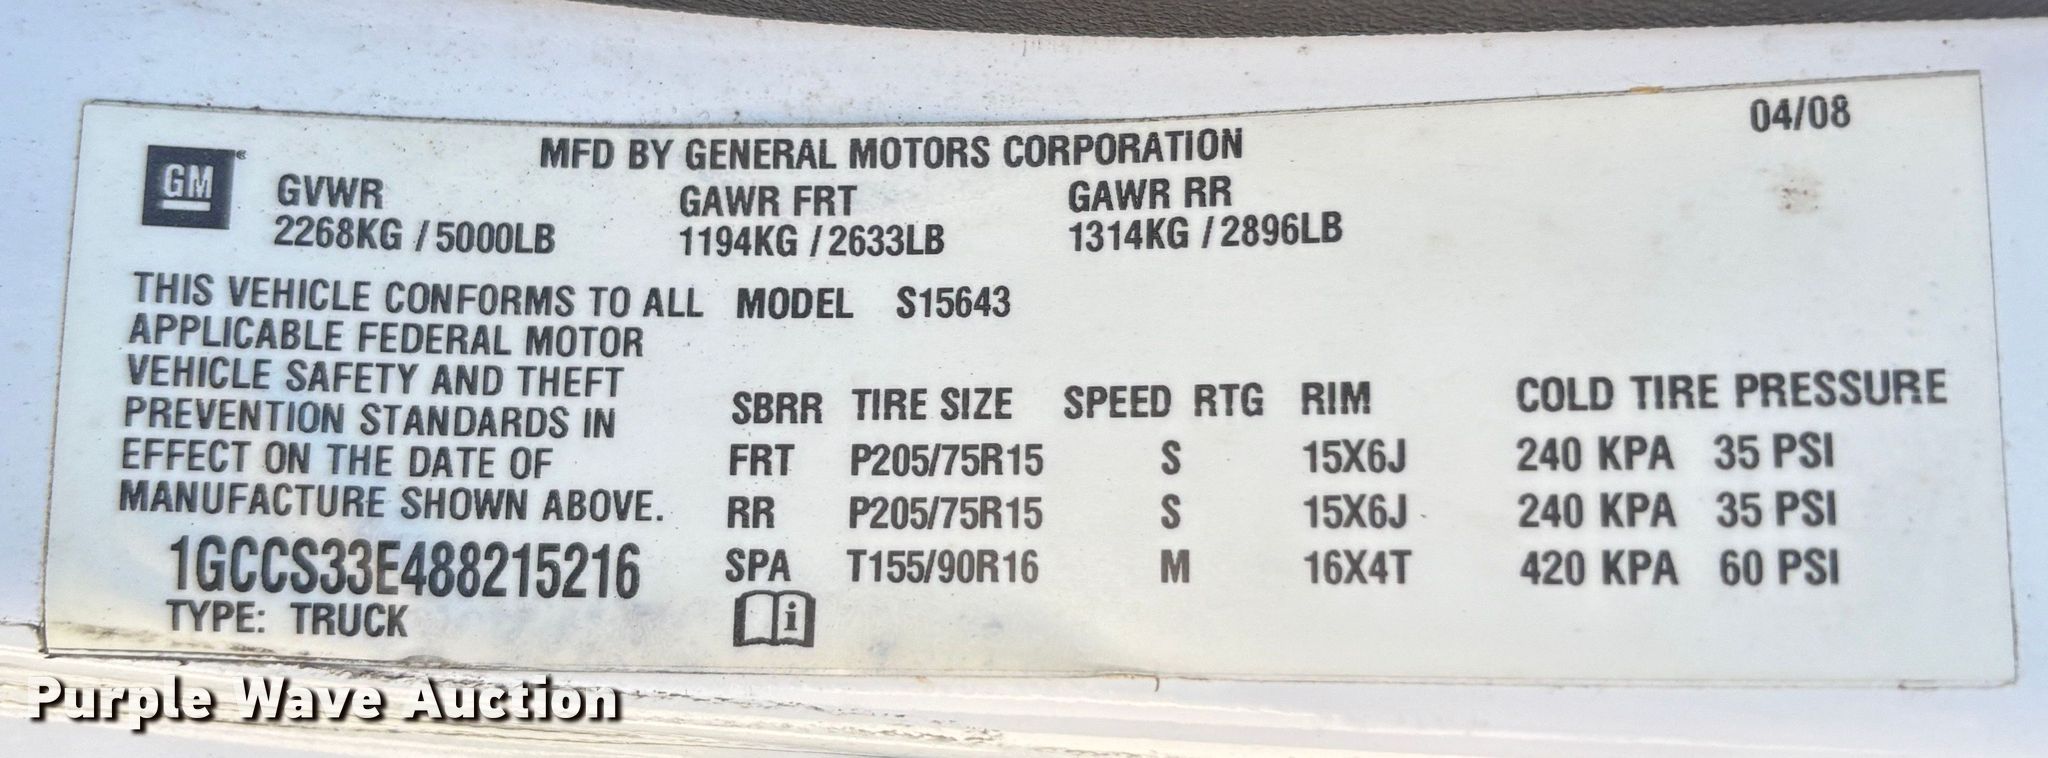 04/08
MFD BY GENERAL MOTORS CORPORATION
GM
GVWR GAWR FRT GAWR RR
2268KG / 5000LB 1194KG / 2633LB 1314KG / 2896LB
THIS VEHICLE CONFORMS TO ALL
APPLICABLE FEDERAL MOTOR
VEHICLE SAFETY AND THEFT
PREVENTION STANDARDS IN
EFFECT ON THE DATE OF
MANUFACTURE SHOWN ABOVE.
1GCCS33E488215216
TYPE: TRUCK
MODEL S15643
SBRR TIRE SIZE SPEED RTG RIM COLD TIRE PRESSURE
FRT P205/75R15 S 15X6J 240 KPA 35 PSI
RR P205/75R15 S 15X6J 240 KPA 35 PSI
SPA T155/90R16 M 16X4T 420 KPA 60 PSI
i
Purple Wave Auction